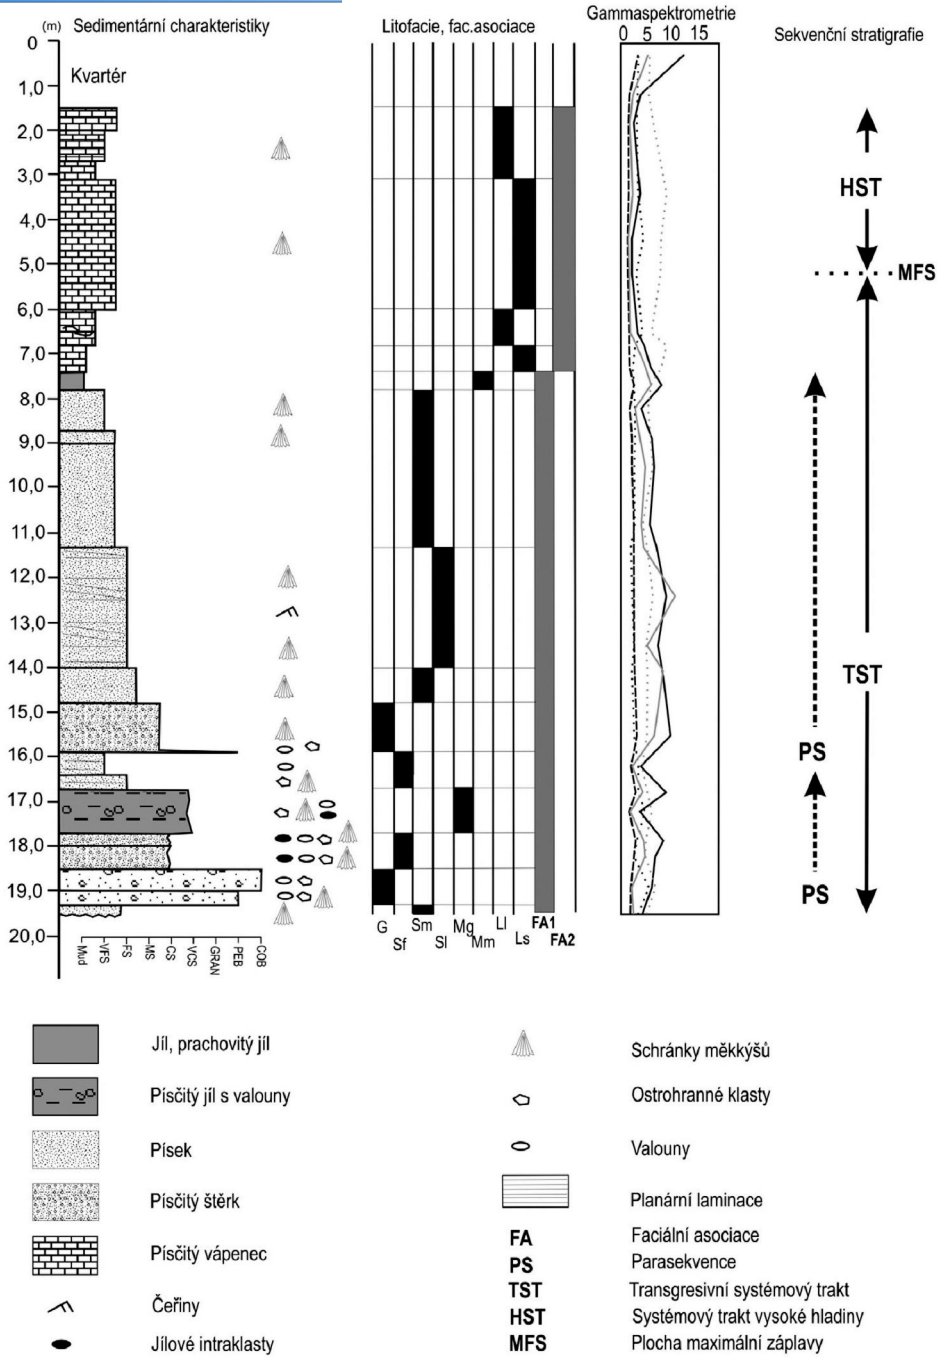 (m) Sedimentární charakteristiky
Litofacie, fac.asociace
Gammaspektrometrie
0 5 10 15
Sekvenční stratigrafie
0
Kvartér
1,0
2,0
3,0
4,0
5,0
6,0
7,0
8,0
9,0
10,0
11,0
12,0
13,0
14,0
15,0
16,0
17,0
18,0
19,0
20,0
Mud
VFS
FS
MS
CS
VCS
GRAN
PEB
COB
G
Sf
Sm
Sl
Mg
Mm
Ll
Ls
FA1
FA2
HST
MFS
TST
PS
PS
Jíl, prachovitý jíl
Písčitý jíl s valouny
Písek
Písčitý štěrk
Písčitý vápenec
Čeřiny
Jílové intraklasty
Schránky měkkýšů
Ostrohranné klasty
Valouny
Planární laminace
FA Faciální asociace
PS Parasekvence
TST Transgresivní systémový trakt
HST Systémový trakt vysoké hladiny
MFS Plocha maximální záplavy